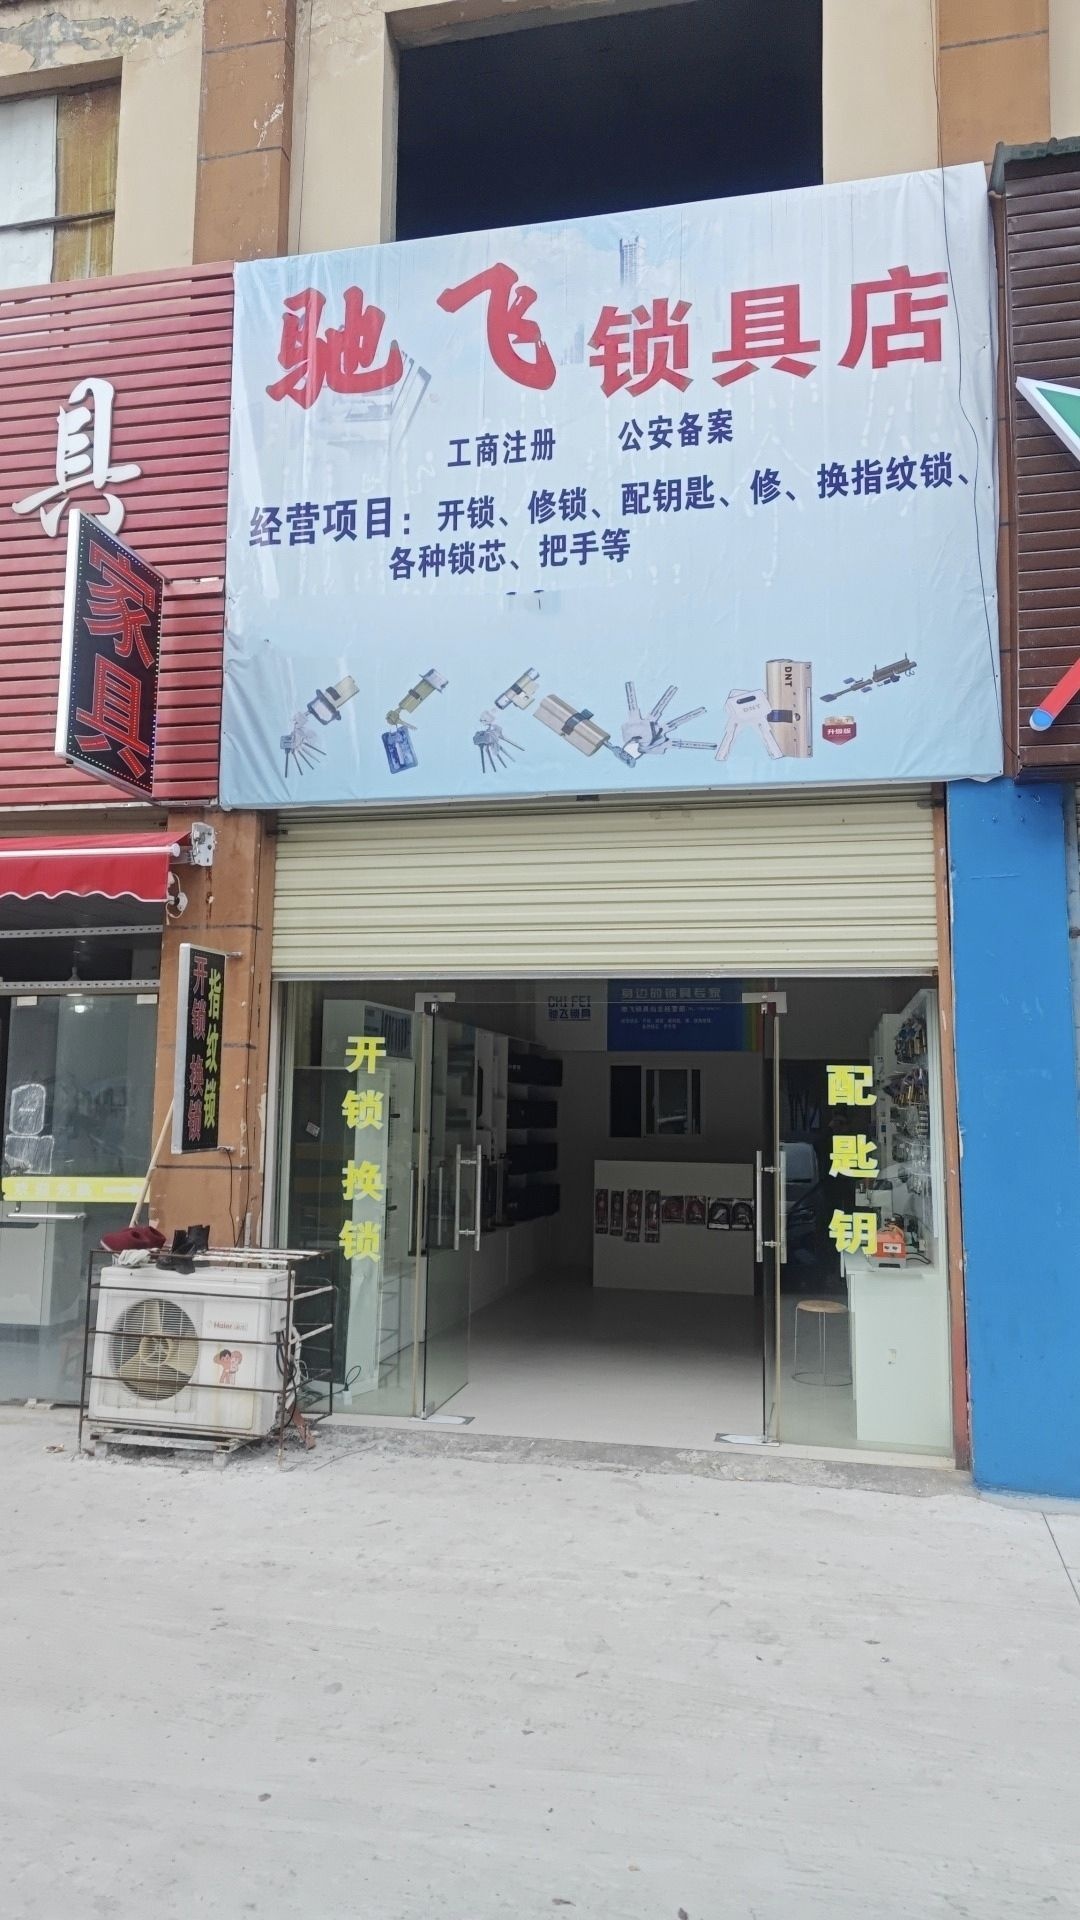 驰飞锁具店
工商注册 公安备案
经营项目：开锁、修锁、配钥匙、修、换指纹锁、
各种锁芯、把手等
DNT
DNT
升级版
具
家具
指纹锁
开锁 换锁
CHI FEI
驰飞锁具
身边的锁具专家
开锁 换锁
配匙钥
Haier